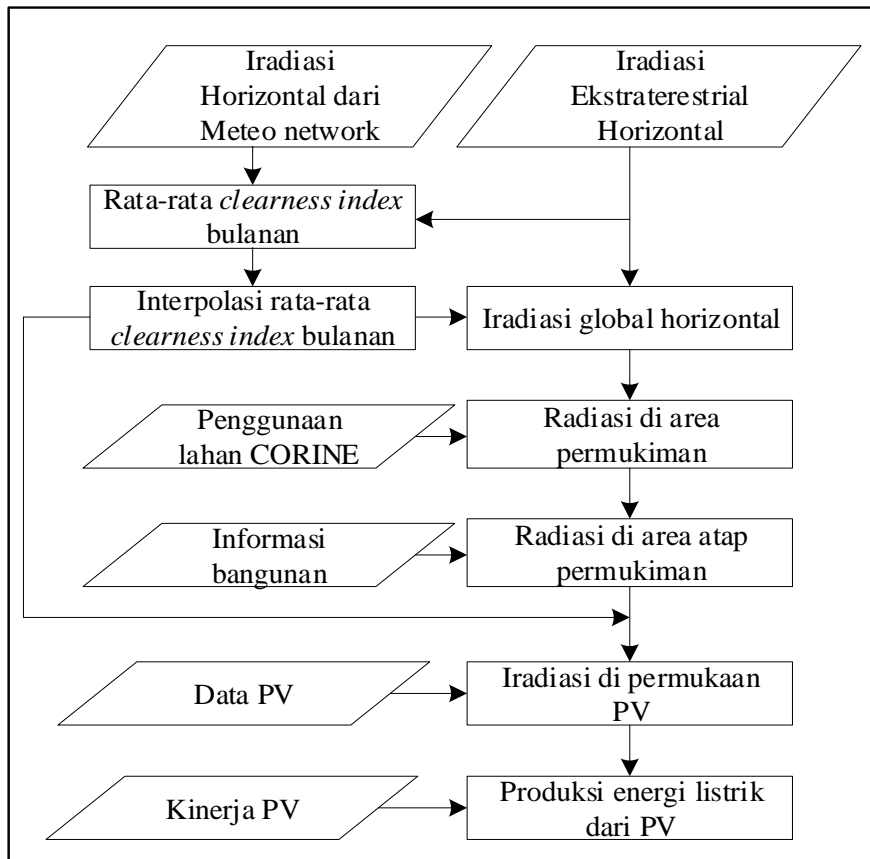 Iradiasi
Horizontal dari
Meteo network
Iradiasi
Ekstraterestrial
Horizontal
Rata-rata clearness index
bulanan
Interpolasi rata-rata
clearness index bulanan
Iradiasi global horizontal
Penggunaan
lahan CORINE
Radiasi di area
permukiman
Informasi
bangunan
Radiasi di area atap
permukiman
Data PV
Iradiasi di permukaan
PV
Kinerja PV
Produksi energi listrik
dari PV